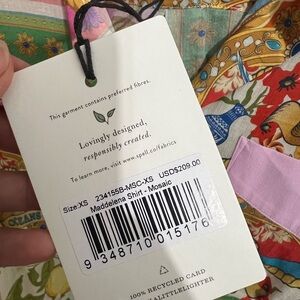 This garment contains preferred fibres.
Lovingly designed,
responsibly created.
To learn more, visit www.spell.co/fabrics
Size:XS 234155B-MSC-XS USD$209.00
Maddelena Shirt - Mosaic
9 348710 015176
100% RECYCLED CARD
ALITTLELIGHTER